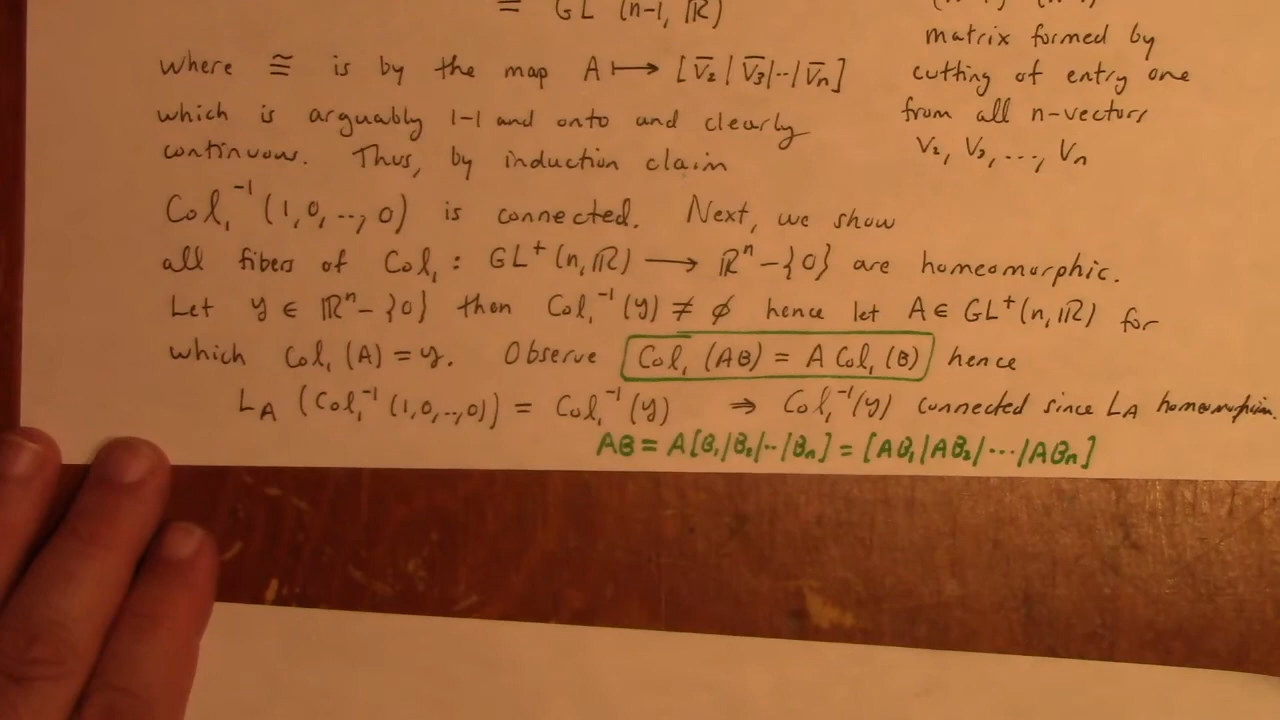 = GL (n-1, ℝ)
where ≅ is by the map A ⟼ [V̄₂ | V̄₃ | ·· | V̄ₙ]
which is arguably 1-1 and onto and clearly
continuous. Thus, by induction claim
Col₁⁻¹ (1,0,..,0) is connected. Next, we show
all fibers of Col₁ : GL⁺(n,ℝ) ⟶ ℝⁿ-{0} are homeomorphic.
Let y ∈ ℝⁿ-{0} then Col₁⁻¹(y) ≠ ∅ hence let A ∈ GL⁺(n,ℝ) for
which Col₁(A) = y. Observe Col₁(AB) = A Col₁(B) hence
L_A (Col₁⁻¹(1,0,..,0)) = Col₁⁻¹(y) ⇒ Col₁⁻¹(y) connected since L_A
AB = A[B₁|B₂|··|Bₙ] = [AB₁|AB₂|···|ABₙ]
matrix formed by
cutting of entry one
from all n-vectors
V₂, V₃, ..., Vₙ